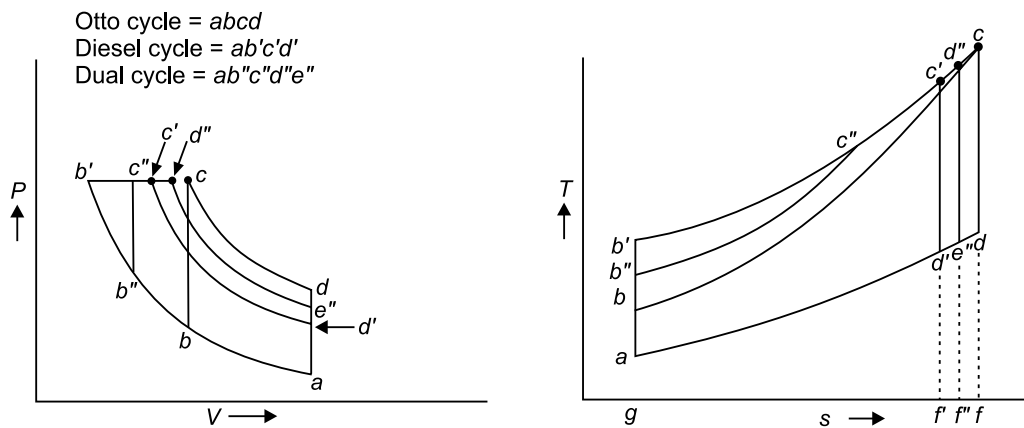 Otto cycle = abcd
Diesel cycle = ab'c'd'
Dual cycle = ab"c"d"e"
c'
d"
b'
c"
c
P
b"
b
d
e"
d'
a
V
c
d"
c'
c"
T
b'
b"
b
a
d'
e"
d
g
s
f'
f"
f